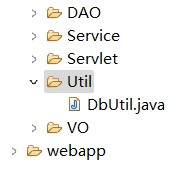 DAO
Service
Servlet
Util
DbUtil.java
VO
webapp